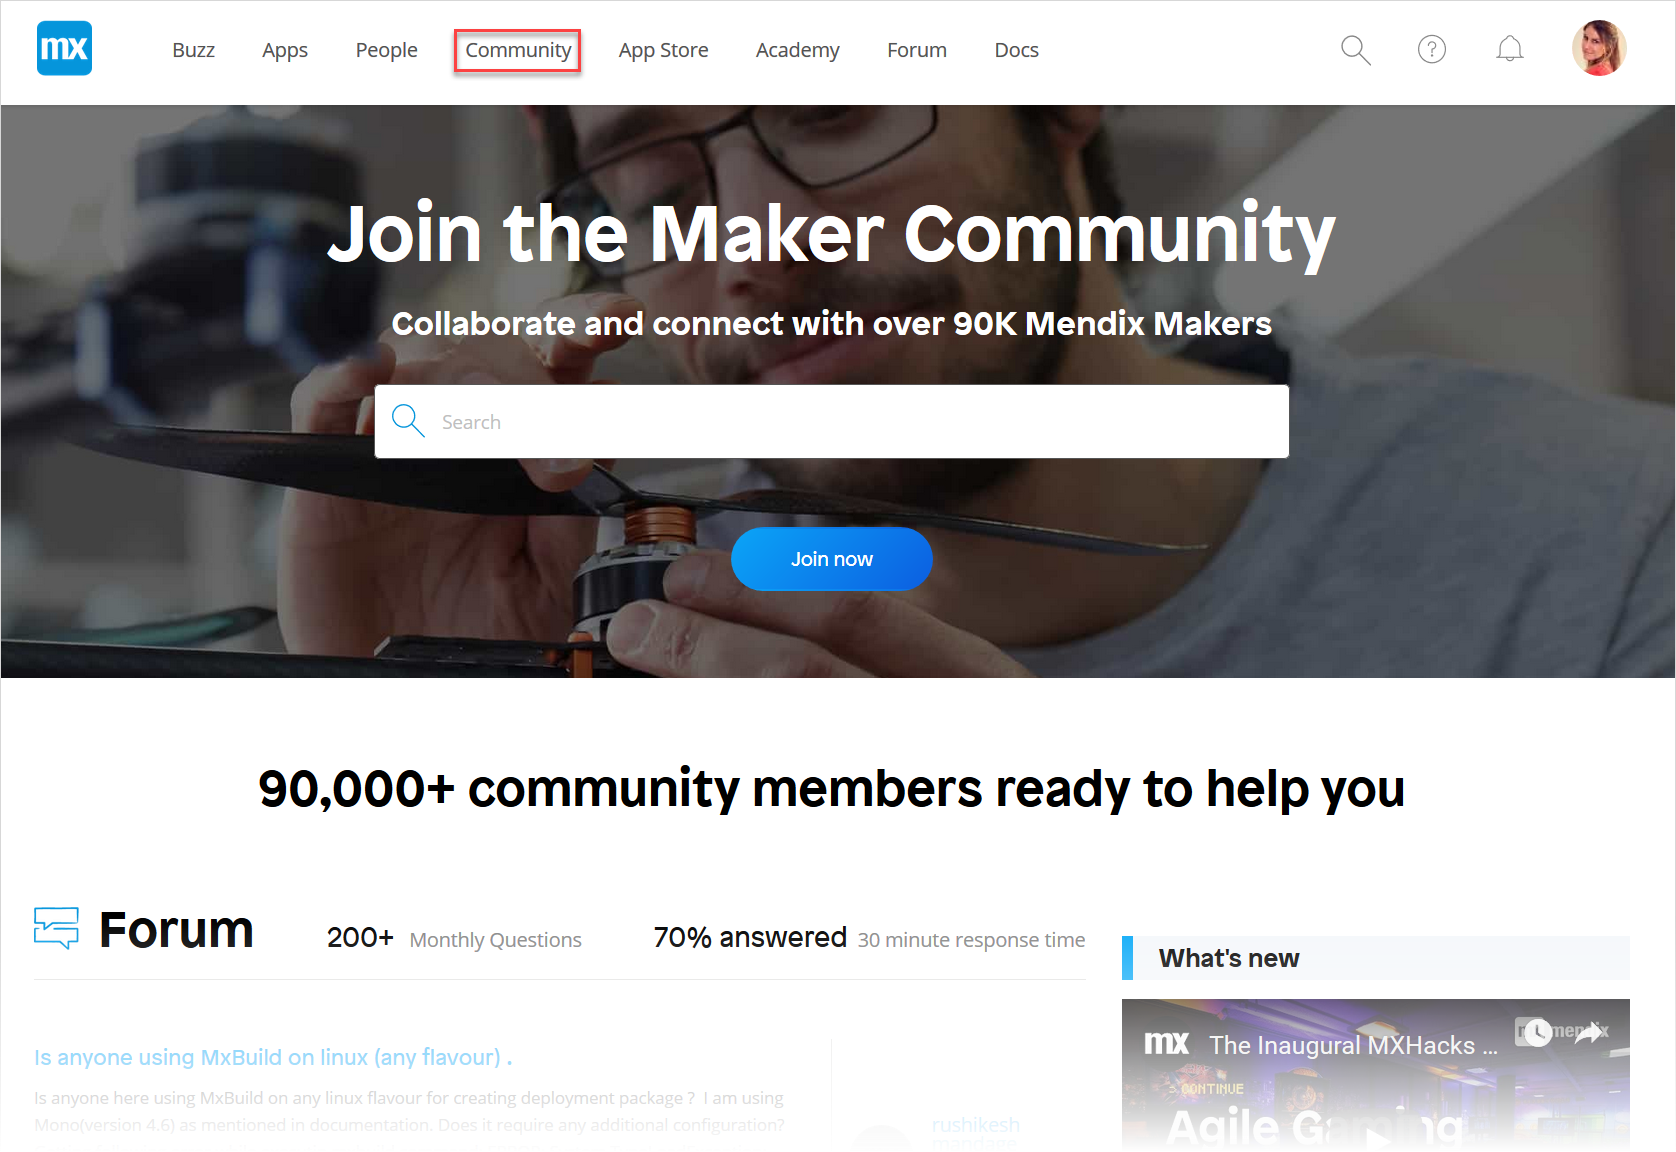 mx Buzz Apps People Community App Store Academy Forum Docs
Join the Maker Community
Collaborate and connect with over 90K Mendix Makers
Search
Join now
90,000+ community members ready to help you
Forum 200+ Monthly Questions 70% answered 30 minute response time
What's new
mx The Inaugural MXHacks ...
mendix
CONTINUE
Agile Gaming
Is anyone using MxBuild on linux (any flavour) .
Is anyone here using MxBuild on any linux flavour for creating deployment package ? I am using
Mono(version 4.6) as mentioned in documentation. Does it require any additional configuration?
rushikesh